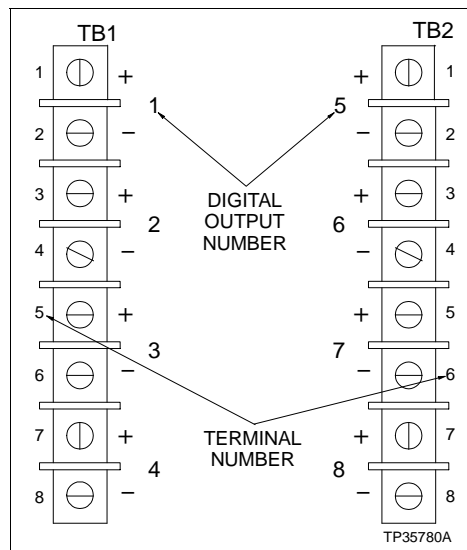 TB1
TB2
1 + + 1
1 5
2 − − 2
3 + + 3
DIGITAL
OUTPUT
NUMBER
2 6
4 − − 4
5 + + 5
3 7
6 − − 6
7 + + 7
TERMINAL
NUMBER
4 8
8 − − 8
TP35780A